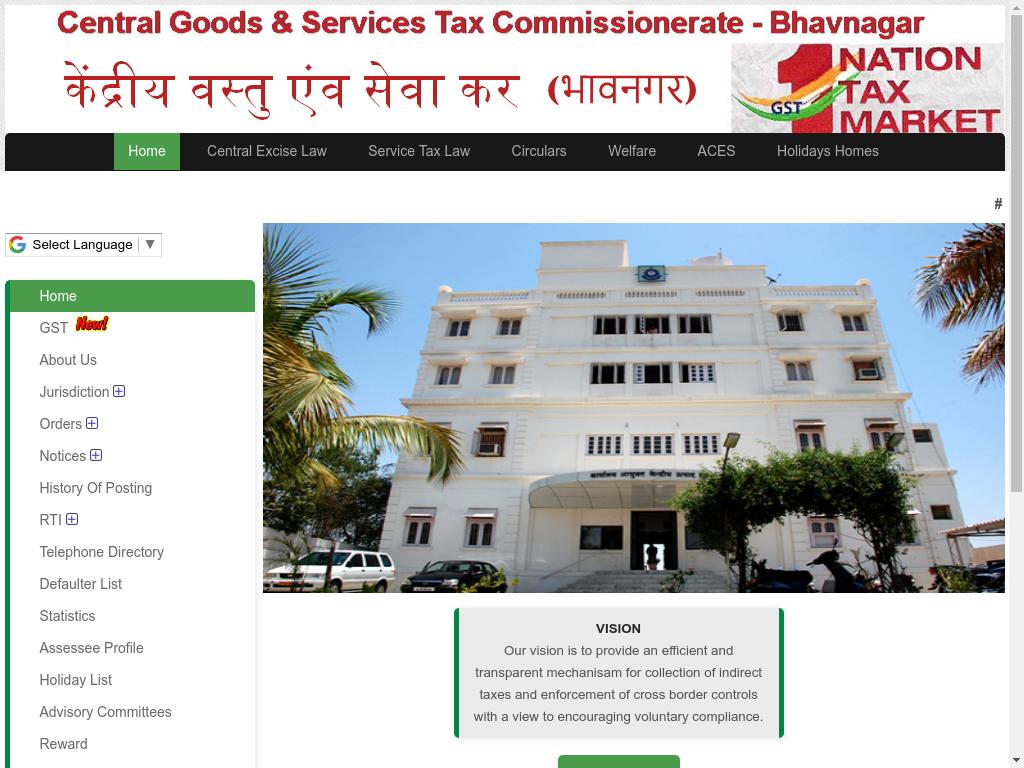 Central Goods & Services Tax Commissionerate - Bhavnagar
केंद्रीय वस्तु एंव सेवा कर (भावनगर)
1 NATION
TAX
MARKET
GST
Home Central Excise Law Service Tax Law Circulars Welfare ACES Holidays Homes
#
Select Language ▼
Home
GST New!
About Us
Jurisdiction
Orders
Notices
History Of Posting
RTI
Telephone Directory
Defaulter List
Statistics
Assessee Profile
Holiday List
Advisory Committees
Reward
VISION
Our vision is to provide an efficient and
transparent mechanisam for collection of indirect
taxes and enforcement of cross border controls
with a view to encouraging voluntary compliance.